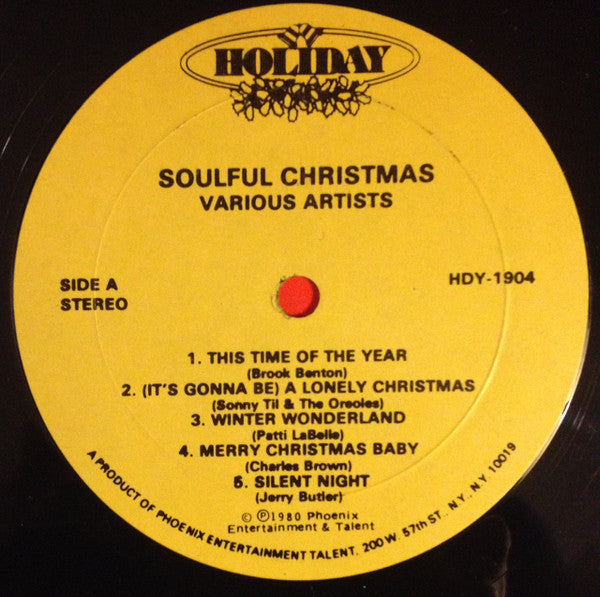 HOLIDAY
SOULFUL CHRISTMAS
VARIOUS ARTISTS
SIDE A
STEREO
HDY-1904
1. THIS TIME OF THE YEAR
(Brook Benton)
2. (IT'S GONNA BE) A LONELY CHRISTMAS
(Sonny Til & The Oreoles)
3. WINTER WONDERLAND
(Patti LaBelle)
4. MERRY CHRISTMAS BABY
(Charles Brown)
5. SILENT NIGHT
(Jerry Butler)
© ℗1980 Phoenix
Entertainment & Talent
A PRODUCT OF PHOENIX ENTERTAINMENT TALENT, 200 W. 57th ST., N.Y., N.Y 10019